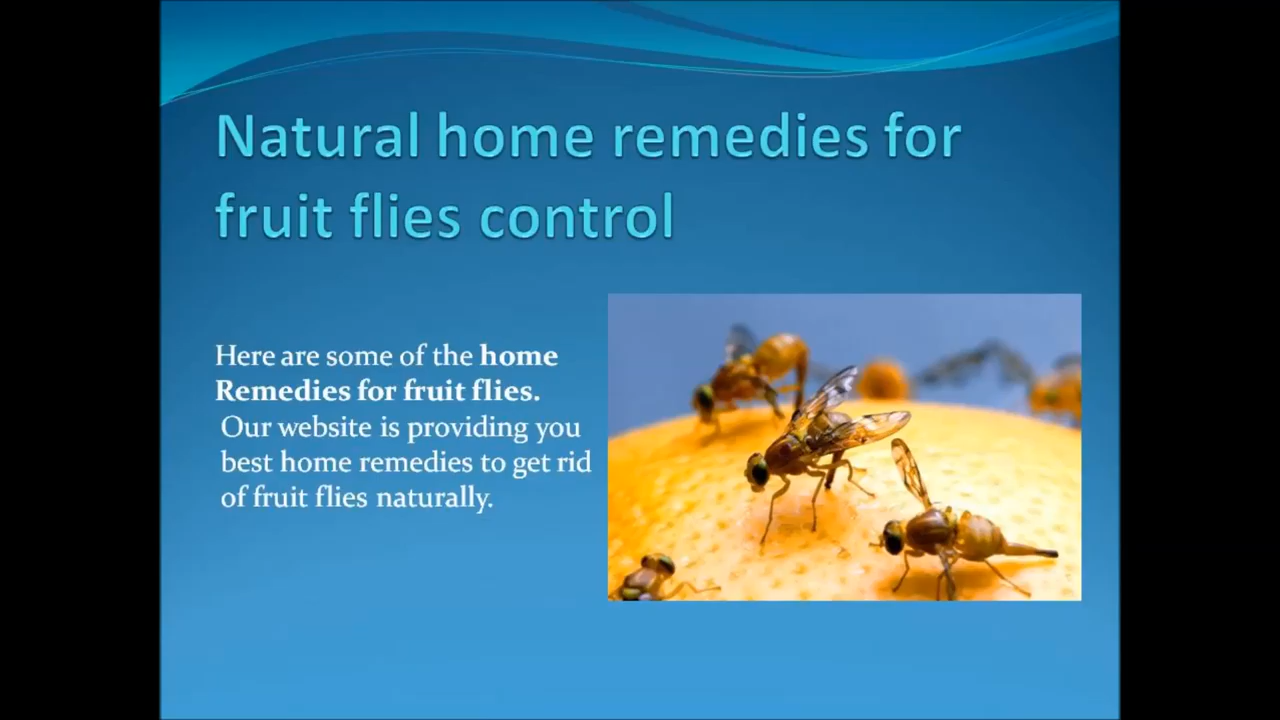 Natural home remedies for
fruit flies control
Here are some of the home
Remedies for fruit flies.
Our website is providing you
best home remedies to get rid
of fruit flies naturally.